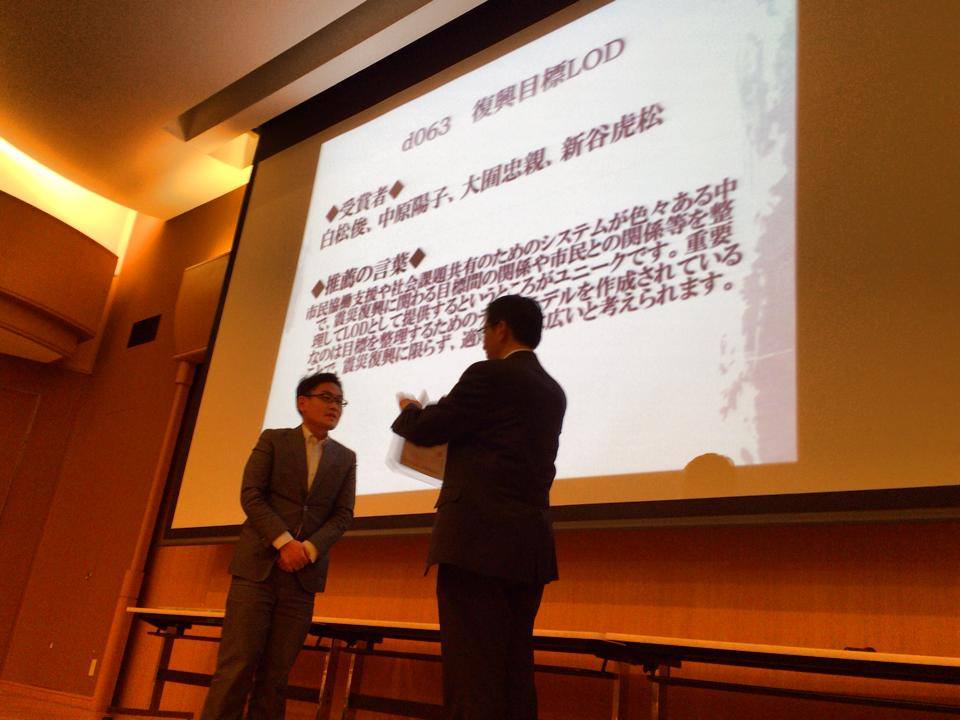 d063 復興目標LOD
◆受賞者◆
白松俊、中原陽子、大囿忠親、新谷虎松
◆推薦の言葉◆
市民協働支援や社会課題共有のためのシステムが色々ある中
で、震災復興に関わる目標間の関係や市民との関係等を整
理してLODとして提供するというところがユニークです。重要
なのは目標を整理するための デルを作成されている
ことで、震災復興に限らず、適 広いと考えられます。